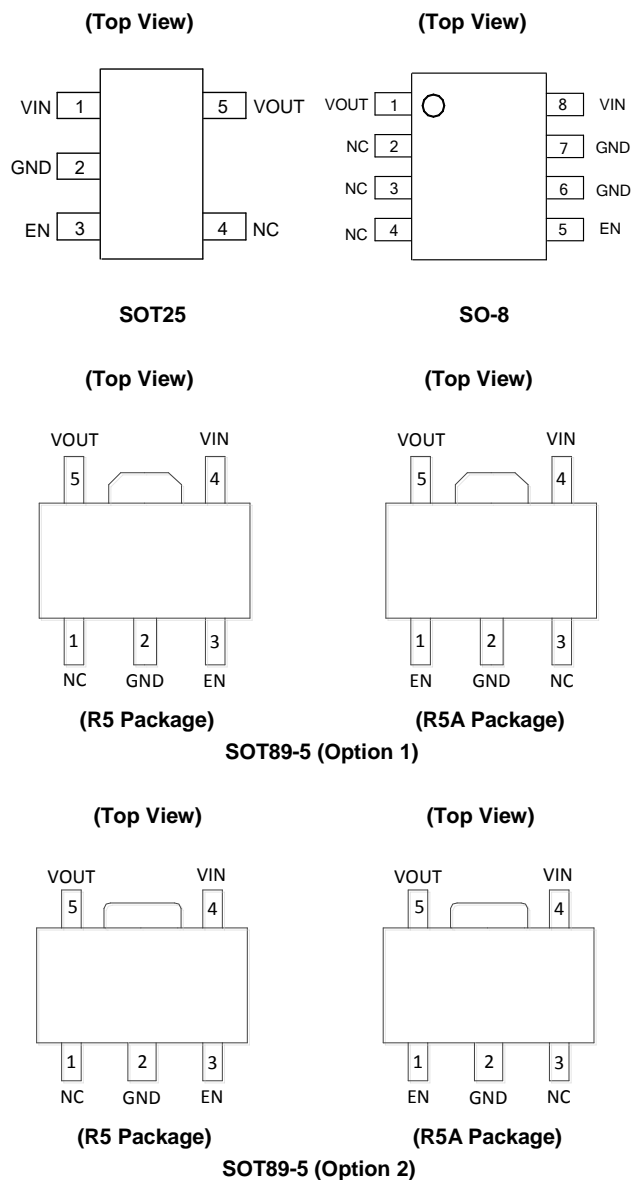 (Top View) (Top View)
VIN 1 5 VOUT VOUT 1 8 VIN
NC 2 7 GND
GND 2
NC 3 6 GND
EN 3 4 NC NC 4 5 EN
SOT25 SO-8
(Top View) (Top View)
VOUT VIN VOUT VIN
5 4 5 4
1 2 3 1 2 3
NC GND EN EN GND NC
(R5 Package) (R5A Package)
SOT89-5 (Option 1)
(Top View) (Top View)
VOUT VIN VOUT VIN
5 4 5 4
1 2 3 1 2 3
NC GND EN EN GND NC
(R5 Package) (R5A Package)
SOT89-5 (Option 2)